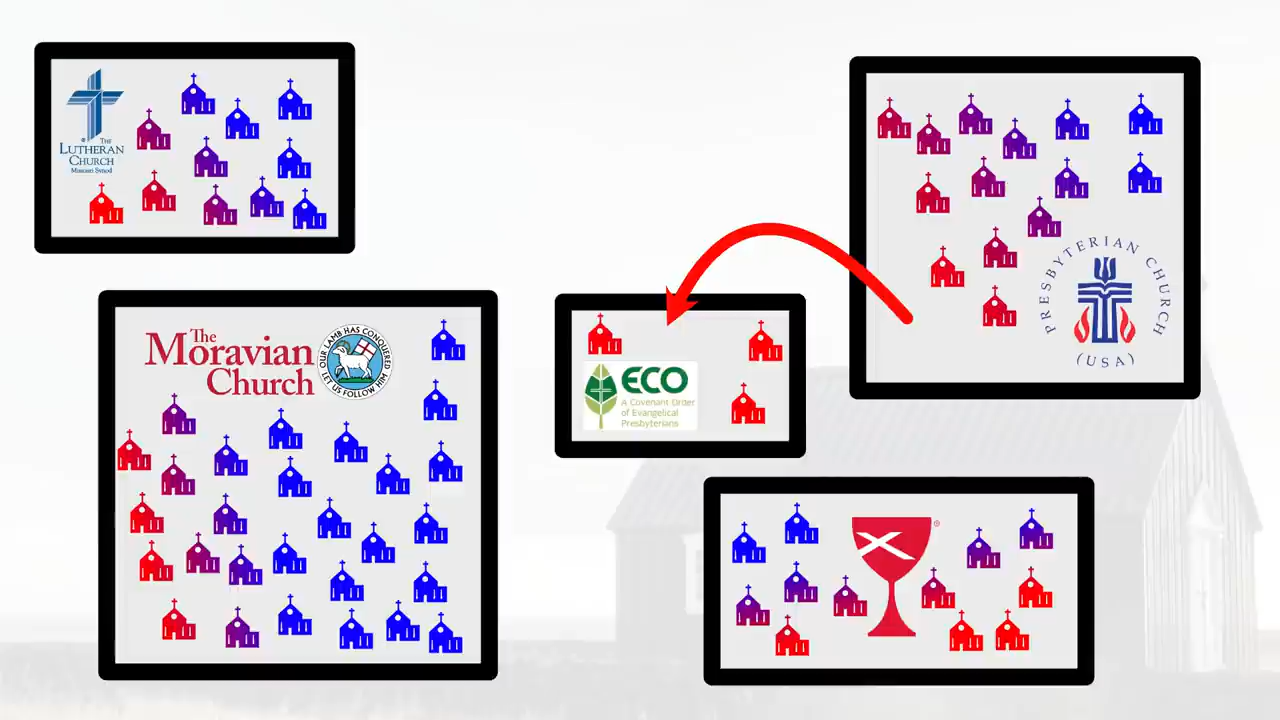 The
LUTHERAN
CHURCH
Missouri Synod
PRESBYTERIAN CHURCH
(USA)
The
Moravian
Church
OUR LAMB HAS CONQUERED
LET US FOLLOW HIM
ECO
A Covenant Order
of Evangelical
Presbyterians
®